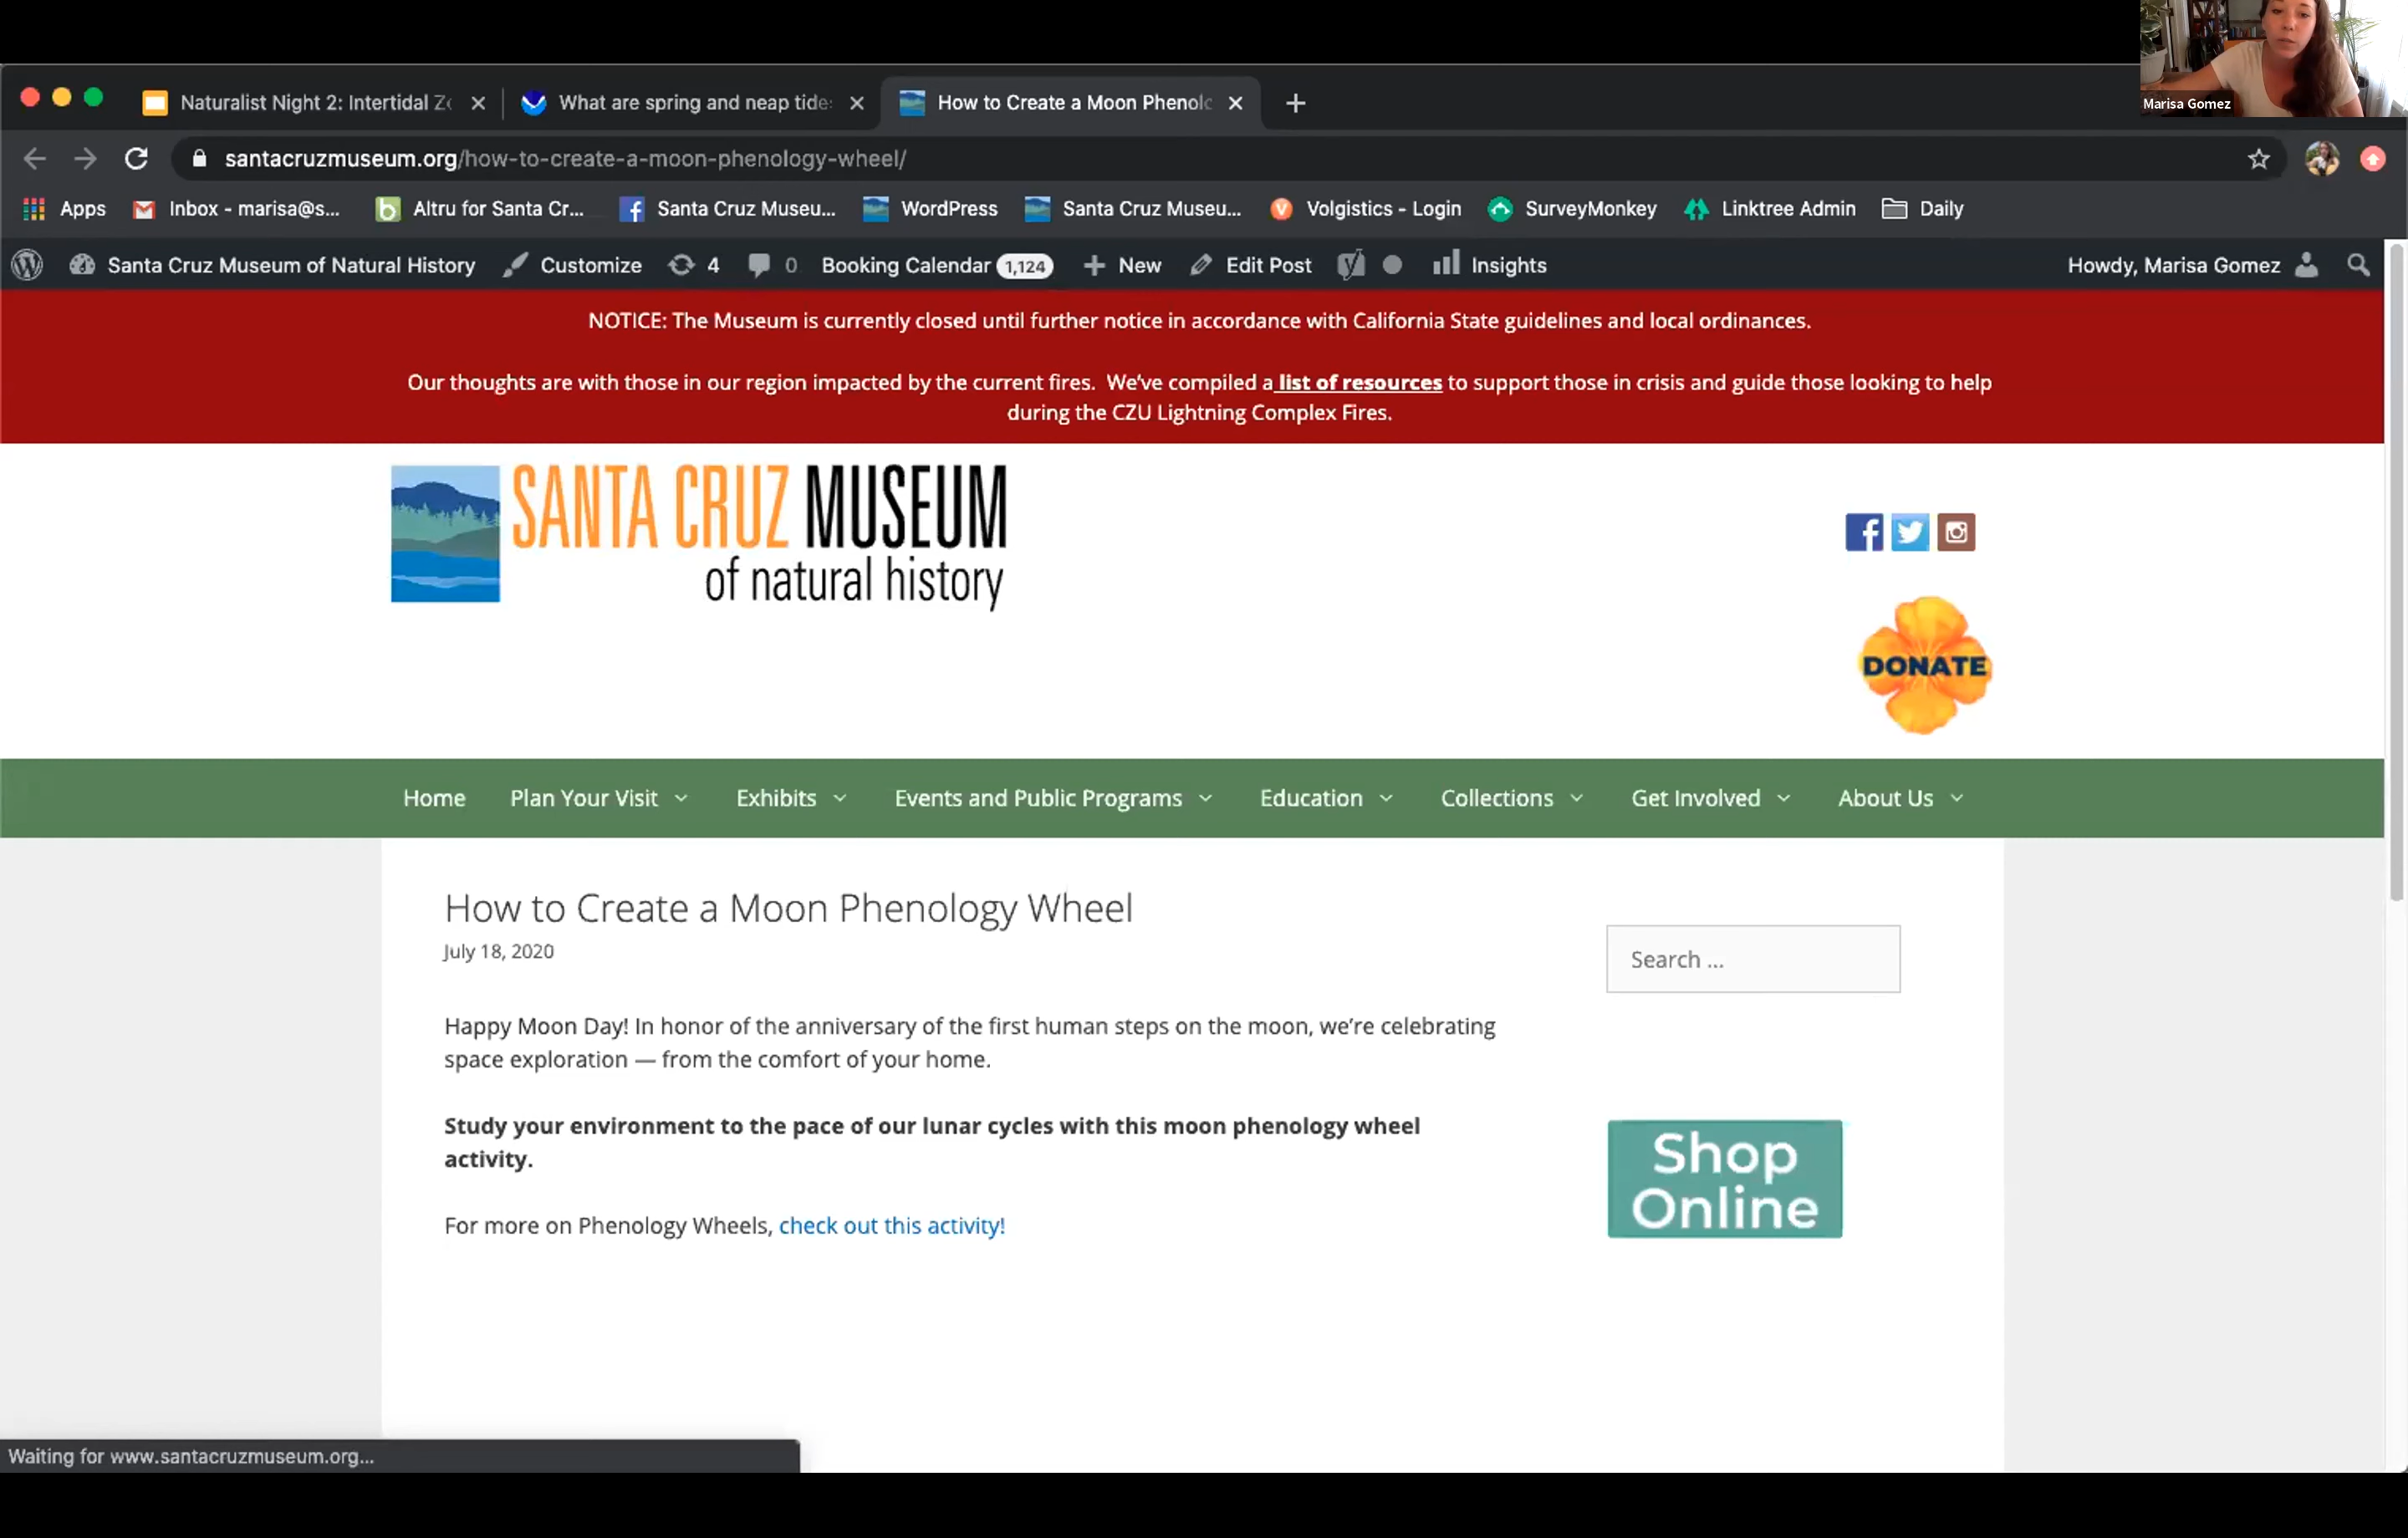 Marisa Gomez
Naturalist Night 2: Intertidal Zo
What are spring and neap tide
How to Create a Moon Phenolo
santacruzmuseum.org/how-to-create-a-moon-phenology-wheel/
Apps Inbox - marisa@s... Altru for Santa Cr... Santa Cruz Museu... WordPress Santa Cruz Museu... Volgistics - Login SurveyMonkey Linktree Admin Daily
Santa Cruz Museum of Natural History Customize 4 0 Booking Calendar 1,124 New Edit Post Insights Howdy, Marisa Gomez
NOTICE: The Museum is currently closed until further notice in accordance with California State guidelines and local ordinances.
Our thoughts are with those in our region impacted by the current fires. We've compiled a list of resources to support those in crisis and guide those looking to help
during the CZU Lightning Complex Fires.
SANTA CRUZ MUSEUM
of natural history
DONATE
Home Plan Your Visit Exhibits Events and Public Programs Education Collections Get Involved About Us
How to Create a Moon Phenology Wheel
July 18, 2020
Search ...
Happy Moon Day! In honor of the anniversary of the first human steps on the moon, we're celebrating
space exploration — from the comfort of your home.
Study your environment to the pace of our lunar cycles with this moon phenology wheel
activity.
For more on Phenology Wheels, check out this activity!
Shop
Online
Waiting for www.santacruzmuseum.org...